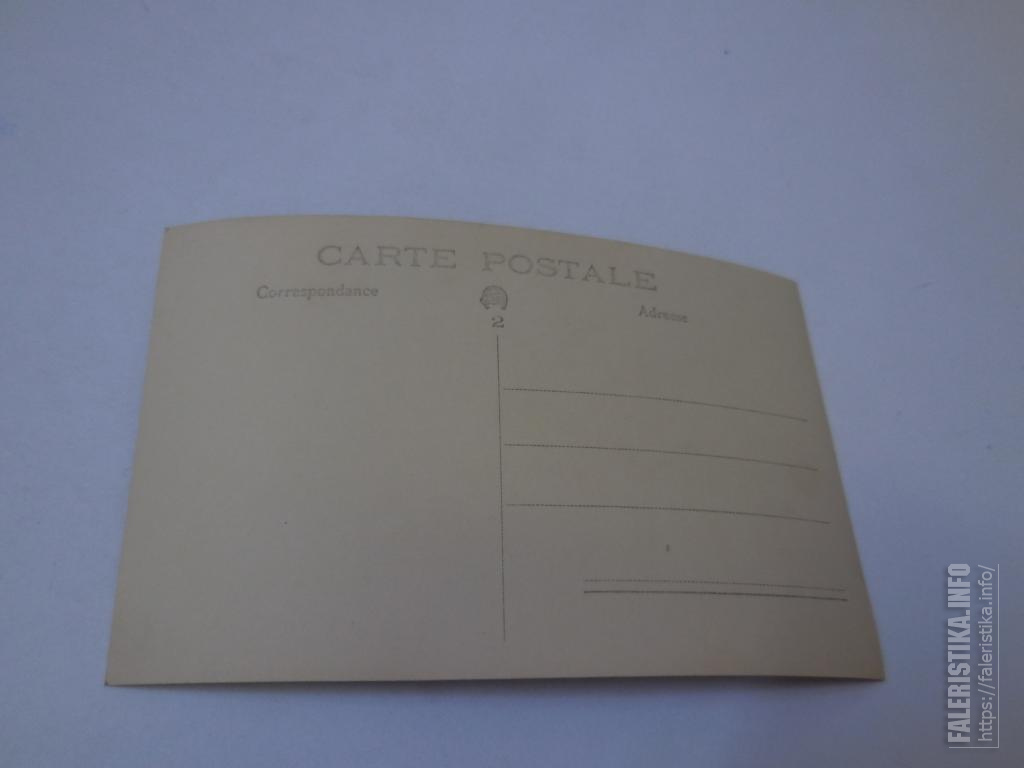 CARTE POSTALE
Correspondance
Adresse
2
FALERISTIKA.INFO
https://faleristika.info/